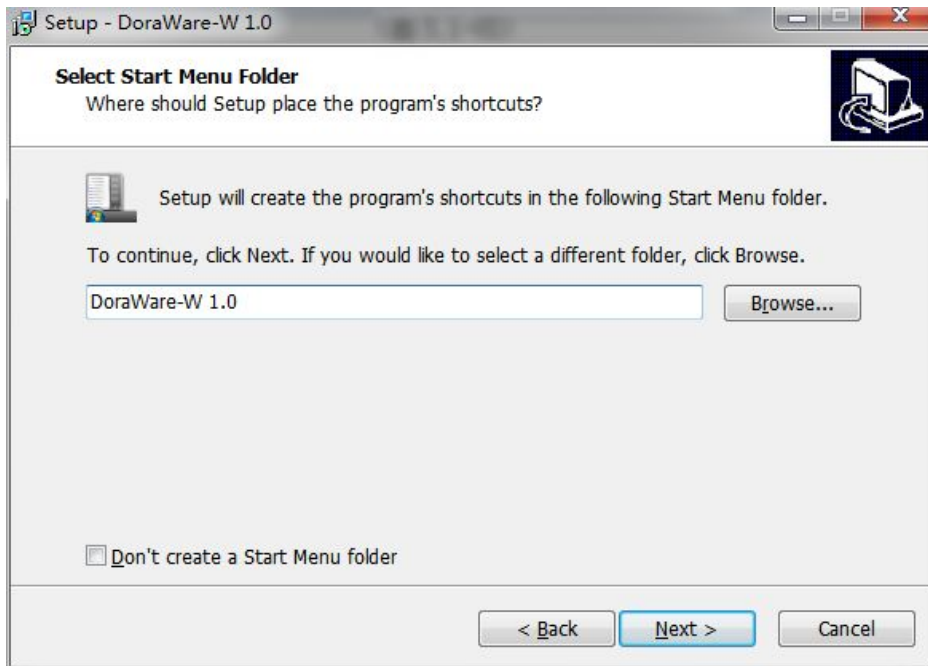 Setup - DoraWare-W 1.0
Select Start Menu Folder
Where should Setup place the program's shortcuts?
Setup will create the program's shortcuts in the following Start Menu folder.
To continue, click Next. If you would like to select a different folder, click Browse.
DoraWare-W 1.0
Browse...
Don't create a Start Menu folder
< Back
Next >
Cancel